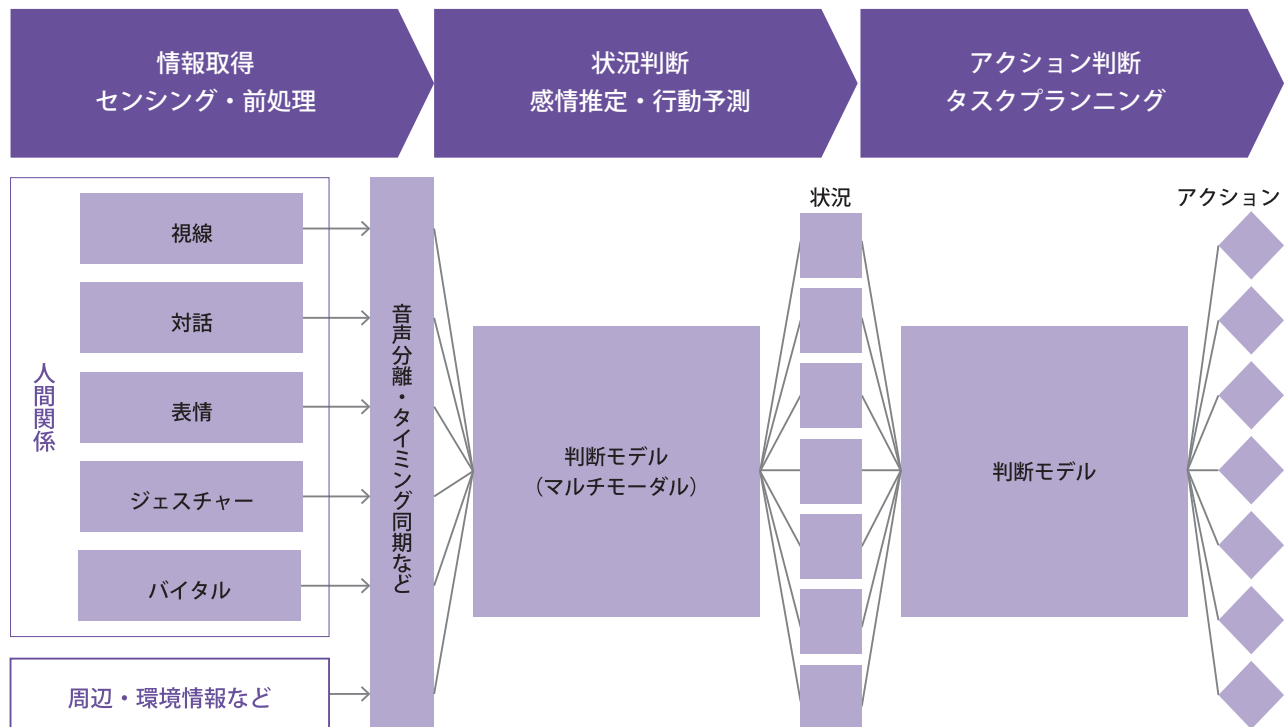 情報取得
センシング・前処理
状況判断
感情推定・行動予測
アクション判断
タスクプランニング
人間関係
視線
対話
表情
ジェスチャー
バイタル
周辺・環境情報など
音声分離・タイミング同期など
判断モデル
（マルチモーダル）
状況
判断モデル
アクション